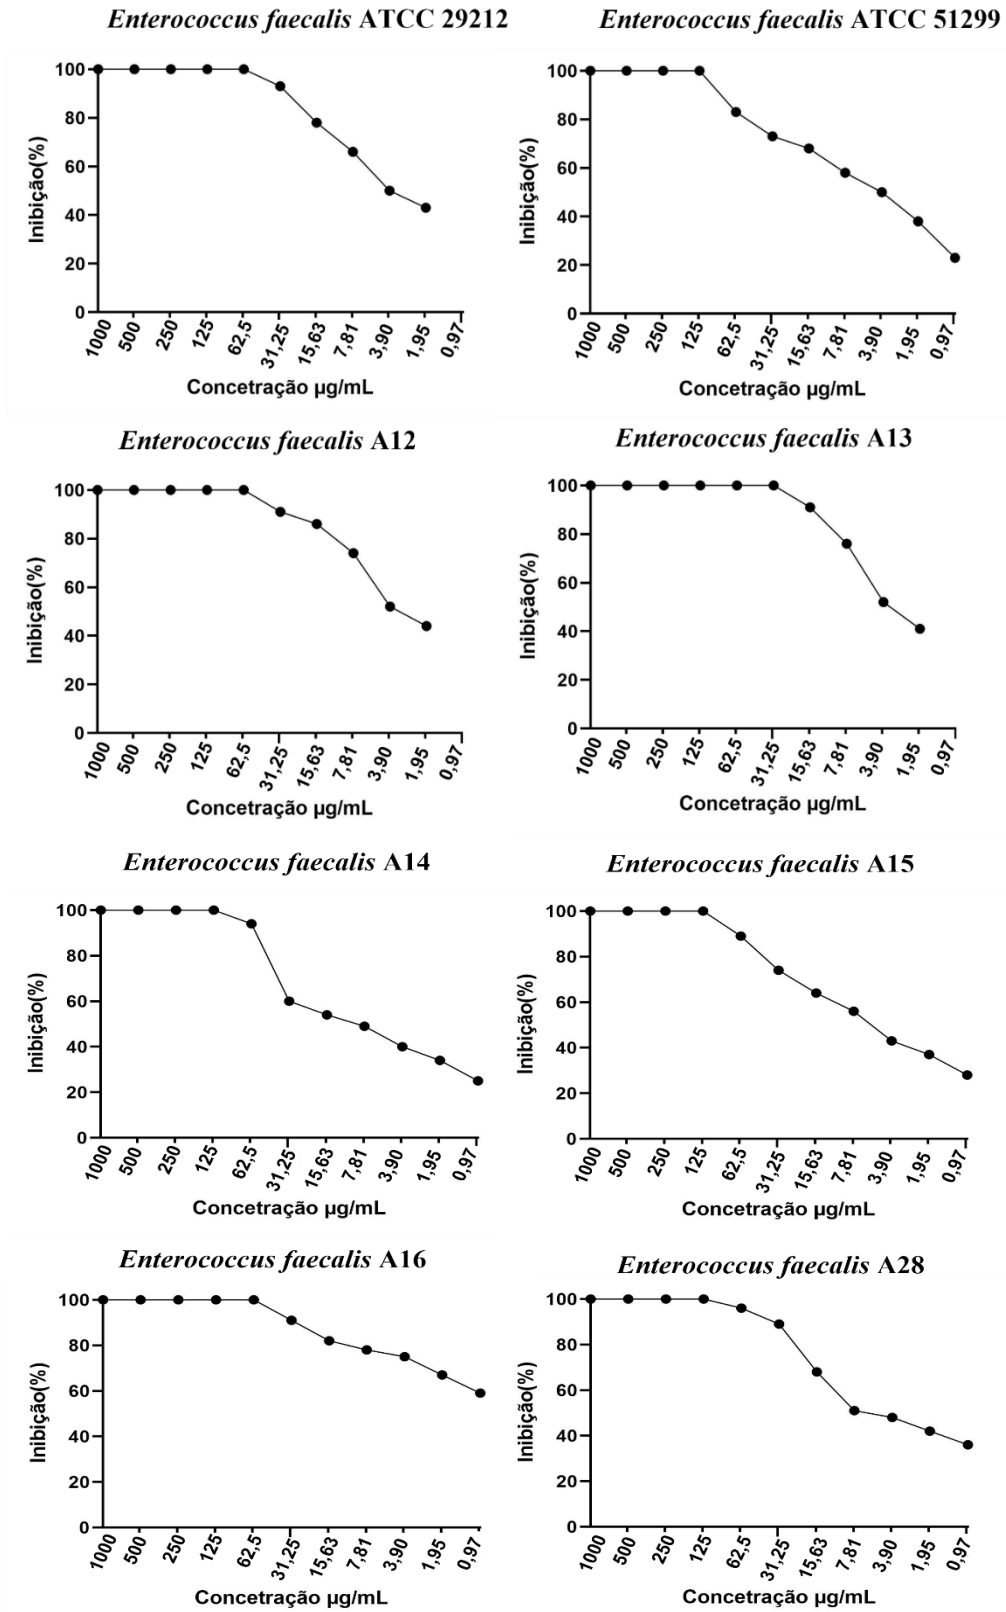 Enterococcus faecalis ATCC 29212
Inibição(%)
100
80
60
40
20
0
1000 500 250 125 62,5 31,25 15,63 7,81 3,90 1,95 0,97
Concetração µg/mL
Enterococcus faecalis ATCC 51299
Inibição(%)
100
80
60
40
20
0
1000 500 250 125 62,5 31,25 15,63 7,81 3,90 1,95 0,97
Concetração µg/mL
Enterococcus faecalis A12
Inibição(%)
100
80
60
40
20
0
1000 500 250 125 62,5 31,25 15,63 7,81 3,90 1,95 0,97
Concetração µg/mL
Enterococcus faecalis A13
Inibição(%)
100
80
60
40
20
0
1000 500 250 125 62,5 31,25 15,63 7,81 3,90 1,95 0,97
Concetração µg/mL
Enterococcus faecalis A14
Inibição(%)
100
80
60
40
20
0
1000 500 250 125 62,5 31,25 15,63 7,81 3,90 1,95 0,97
Concetração µg/mL
Enterococcus faecalis A15
Inibição(%)
100
80
60
40
20
0
1000 500 250 125 62,5 31,25 15,63 7,81 3,90 1,95 0,97
Concetração µg/mL
Enterococcus faecalis A16
Inibição(%)
100
80
60
40
20
0
1000 500 250 125 62,5 31,25 15,63 7,81 3,90 1,95 0,97
Concetração µg/mL
Enterococcus faecalis A28
Inibição(%)
100
80
60
40
20
0
1000 500 250 125 62,5 31,25 15,63 7,81 3,90 1,95 0,97
Concetração µg/mL